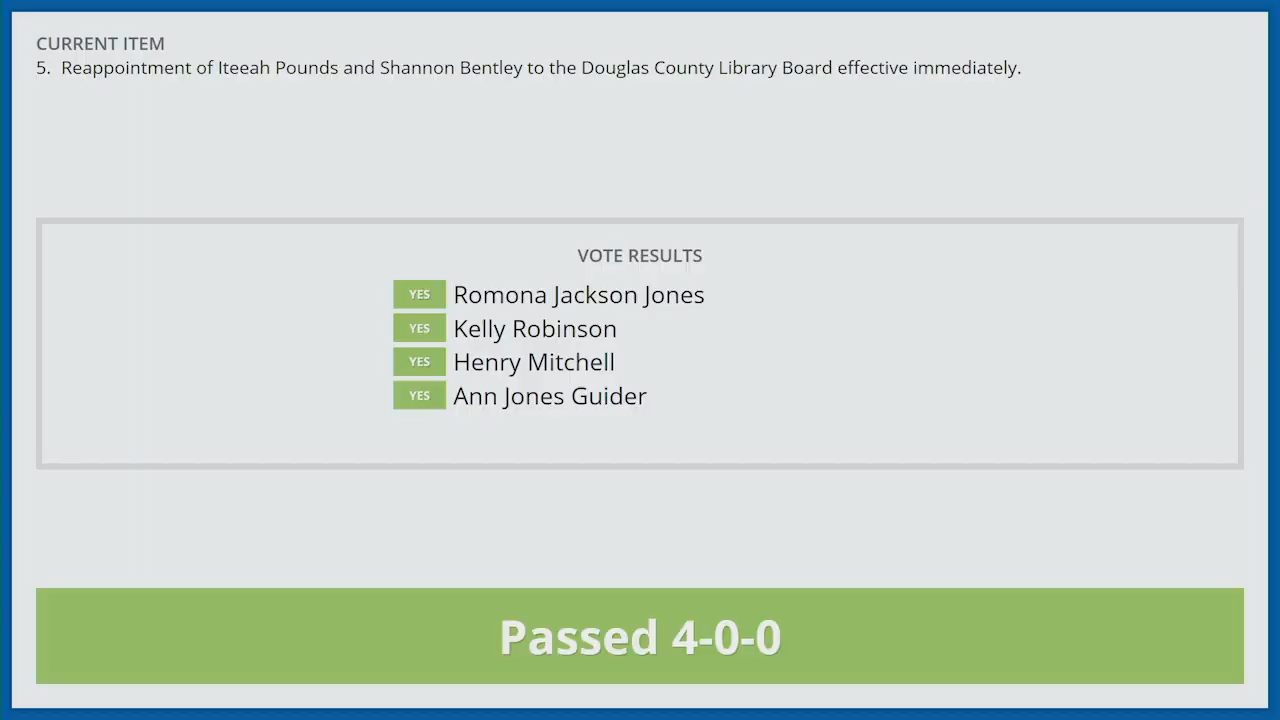 CURRENT ITEM
5. Reappointment of Iteeah Pounds and Shannon Bentley to the Douglas County Library Board effective immediately.
VOTE RESULTS
YES Romona Jackson Jones
YES Kelly Robinson
YES Henry Mitchell
YES Ann Jones Guider
Passed 4-0-0